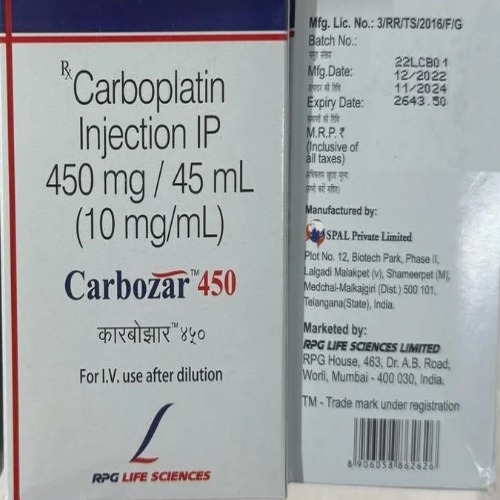 Rx Carboplatin
Injection IP
450 mg / 45 mL
(10 mg/mL)
Carbozar™ 450
कारबोझार™ ४५०
For I.V. use after dilution
RPG LIFE SCIENCES
Mfg. Lic. No.: 3/RR/TS/2016/F/G
Batch No.:
22LCB01
Mfg.Date: 12/2022
11/2024
Expiry Date: 2643.50
M.R.P. ₹
(Inclusive of
all taxes)
Manufactured by:
SPAL Private Limited
Plot No. 12, Biotech Park, Phase II,
Lalgadi Malakpet (v), Shameerpet (M),
Medchal-Malkajgiri (Dist.) 500 101,
Telangana(State), India.
Marketed by:
RPG LIFE SCIENCES LIMITED
RPG House, 463, Dr. A.B. Road,
Worli, Mumbai - 400 030, India.
TM - Trade mark under registration
8 906058 862626